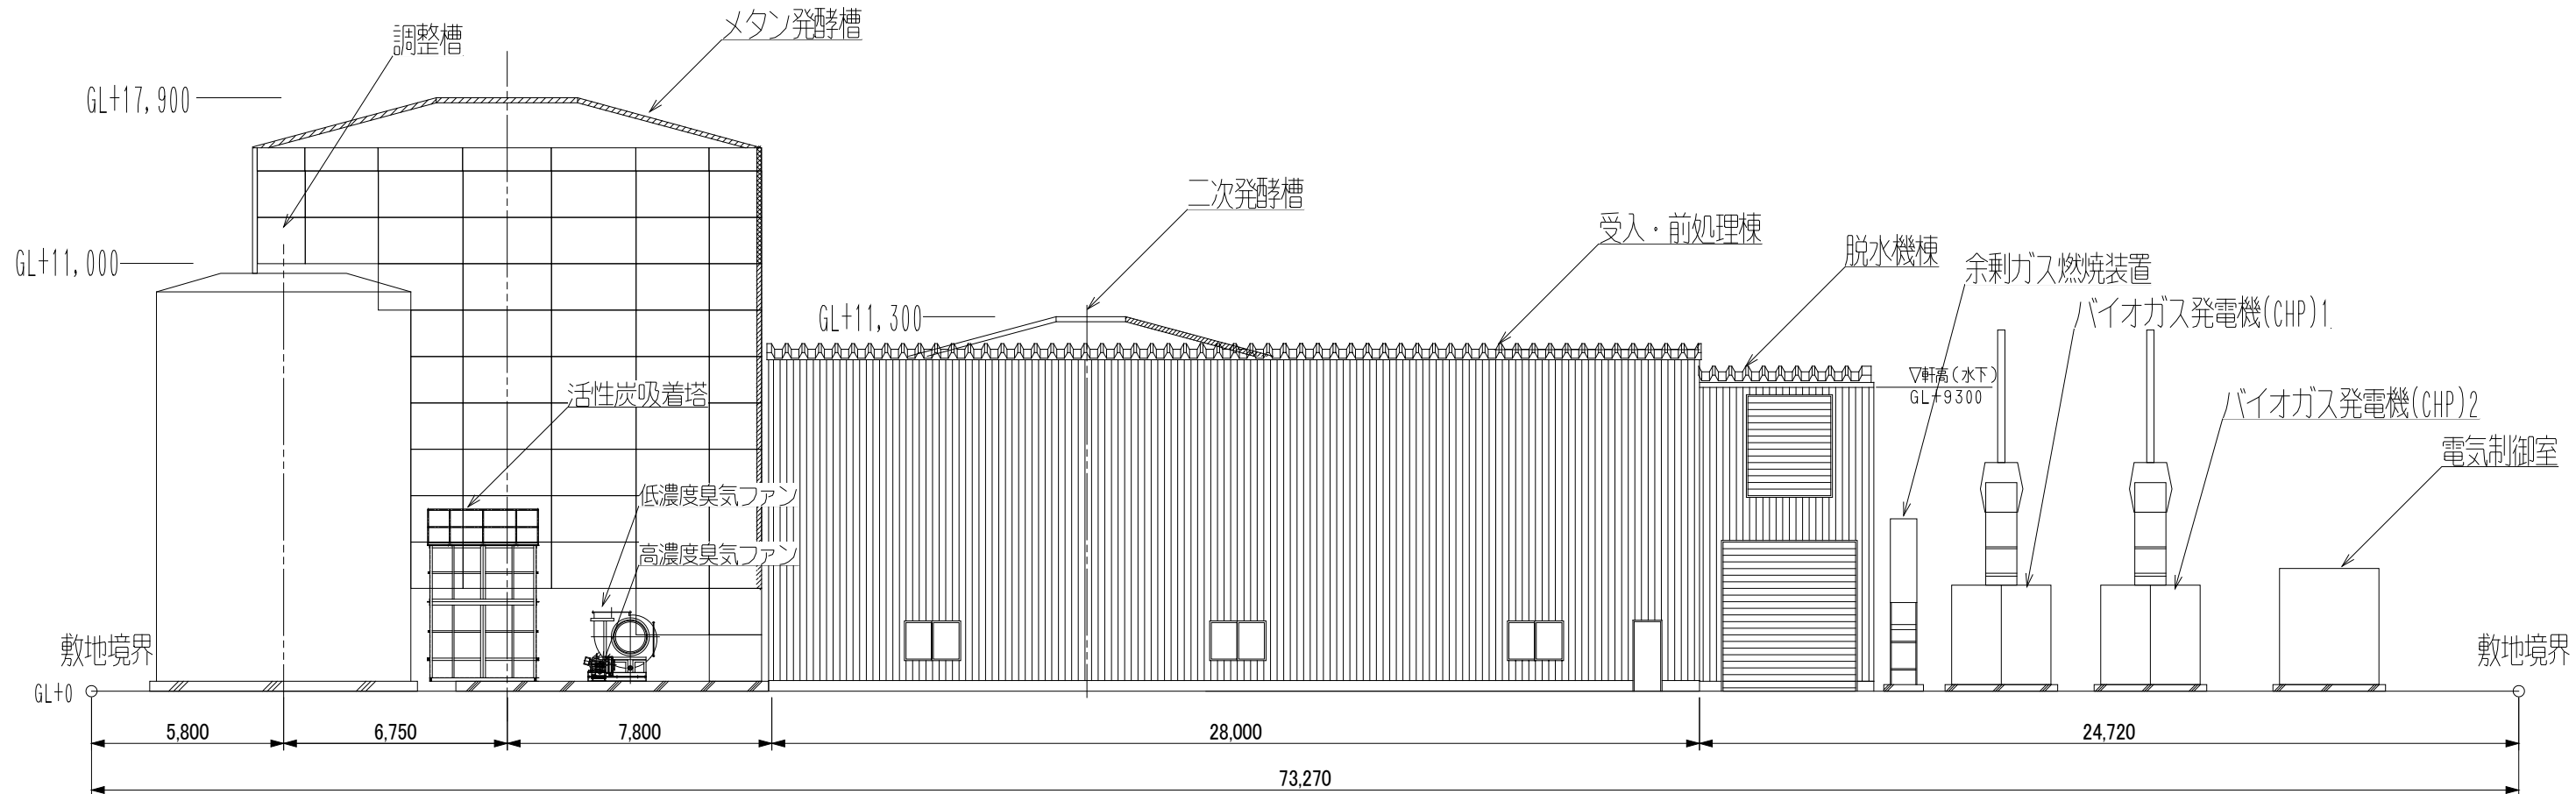 メタン発酵槽
調整槽
GL+17,900
二次発酵槽
受入・前処理棟
脱水機棟
GL+11,000
余剰ガス燃焼装置
バイオガス発電機(CHP)1
GL+11,300
▽軒高(水下)
GL+9300
活性炭吸着塔
バイオガス発電機(CHP)2
電気制御室
低濃度臭気ファン
高濃度臭気ファン
敷地境界
敷地境界
GL+0
5,800
6,750
7,800
28,000
24,720
73,270